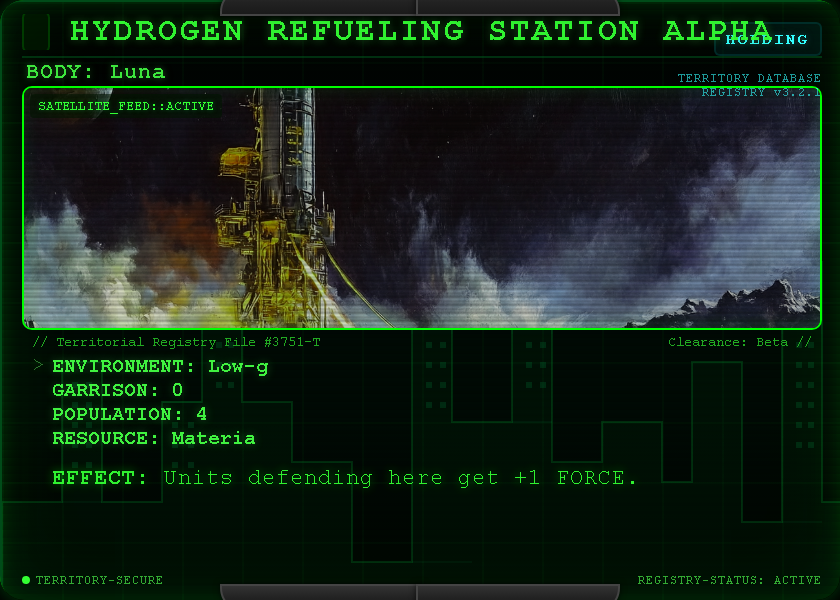 HYDROGEN REFUELING STATION ALPHA
HOLDING
BODY: Luna
TERRITORY DATABASE
REGISTRY v3.2.1
SATELLITE_FEED::ACTIVE
// Territorial Registry File #3751-T
Clearance: Beta //
> ENVIRONMENT: Low-g
GARRISON: 0
POPULATION: 4
RESOURCE: Materia
EFFECT: Units defending here get +1 FORCE.
TERRITORY-SECURE
REGISTRY-STATUS: ACTIVE